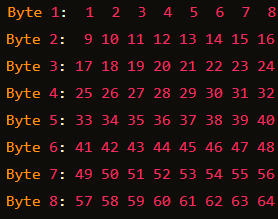 Byte 1:  1  2  3  4  5  6  7  8
Byte 2:  9 10 11 12 13 14 15 16
Byte 3: 17 18 19 20 21 22 23 24
Byte 4: 25 26 27 28 29 30 31 32
Byte 5: 33 34 35 36 37 38 39 40
Byte 6: 41 42 43 44 45 46 47 48
Byte 7: 49 50 51 52 53 54 55 56
Byte 8: 57 58 59 60 61 62 63 64